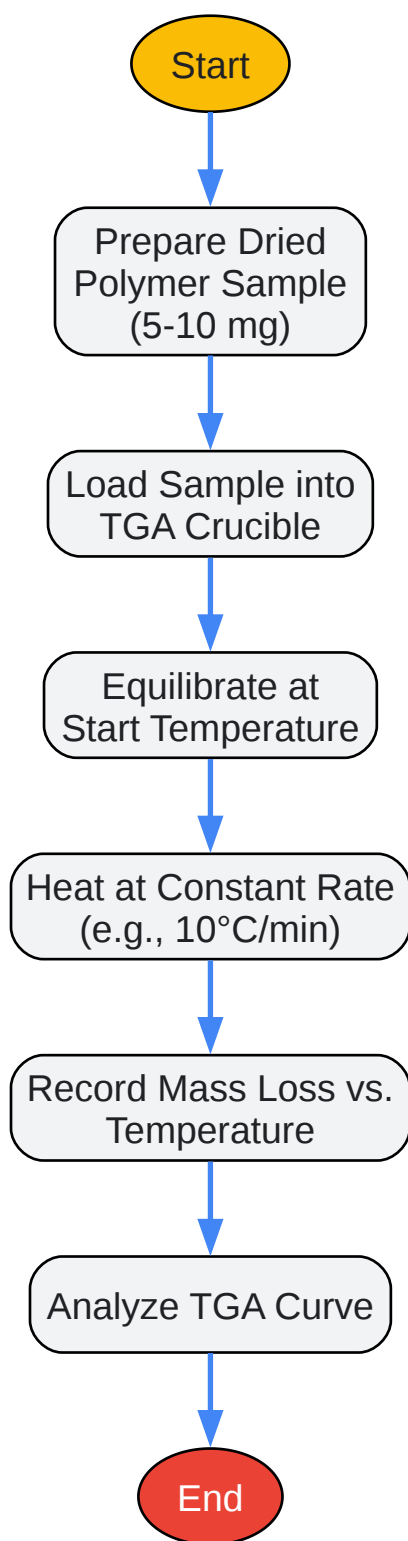 Start
Prepare Dried
Polymer Sample
(5-10 mg)
Load Sample into
TGA Crucible
Equilibrate at
Start Temperature
Heat at Constant Rate
(e.g., 10°C/min)
Record Mass Loss vs.
Temperature
Analyze TGA Curve
End